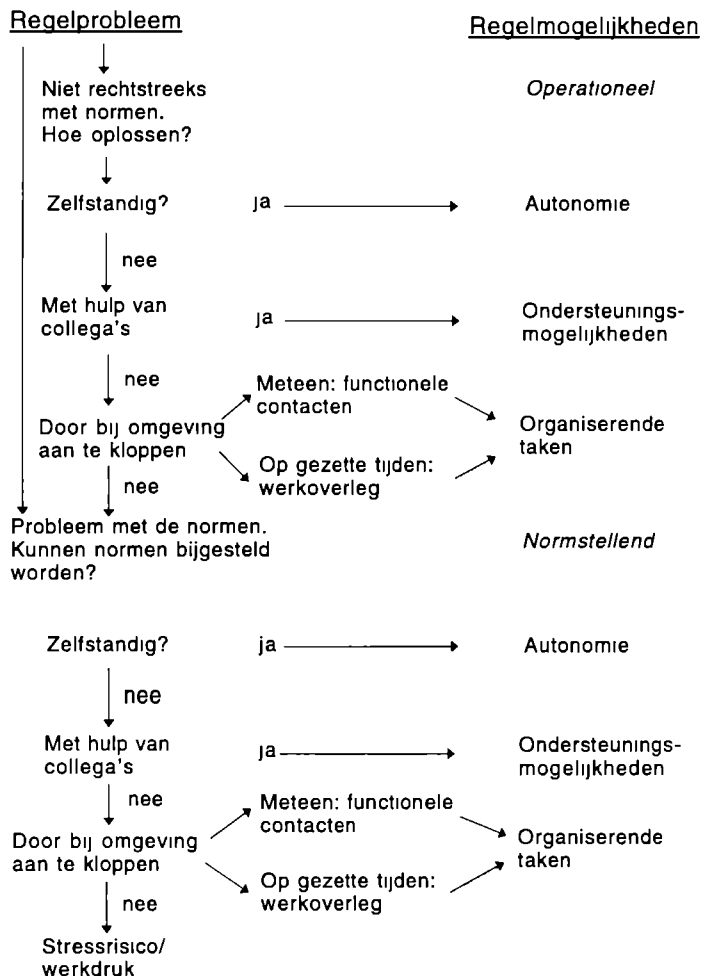 Regelprobleem
Regelmogelijkheden
Niet rechtstreeks
met normen.
Hoe oplossen?
Operationeel
Zelfstandig?
ja
Autonomie
nee
Met hulp van
collega's
ja
Ondersteunings-
mogelijkheden
nee
Meteen: functionele
contacten
Door bij omgeving
aan te kloppen
Organiserende
taken
Op gezette tijden:
werkoverleg
nee
Probleem met de normen.
Kunnen normen bijgesteld
worden?
Normstellend
Zelfstandig?
ja
Autonomie
nee
Met hulp van
collega's
ja
Ondersteunings-
mogelijkheden
nee
Meteen: functionele
contacten
Door bij omgeving
aan te kloppen
Organiserende
taken
Op gezette tijden:
werkoverleg
nee
Stressrisico/
werkdruk